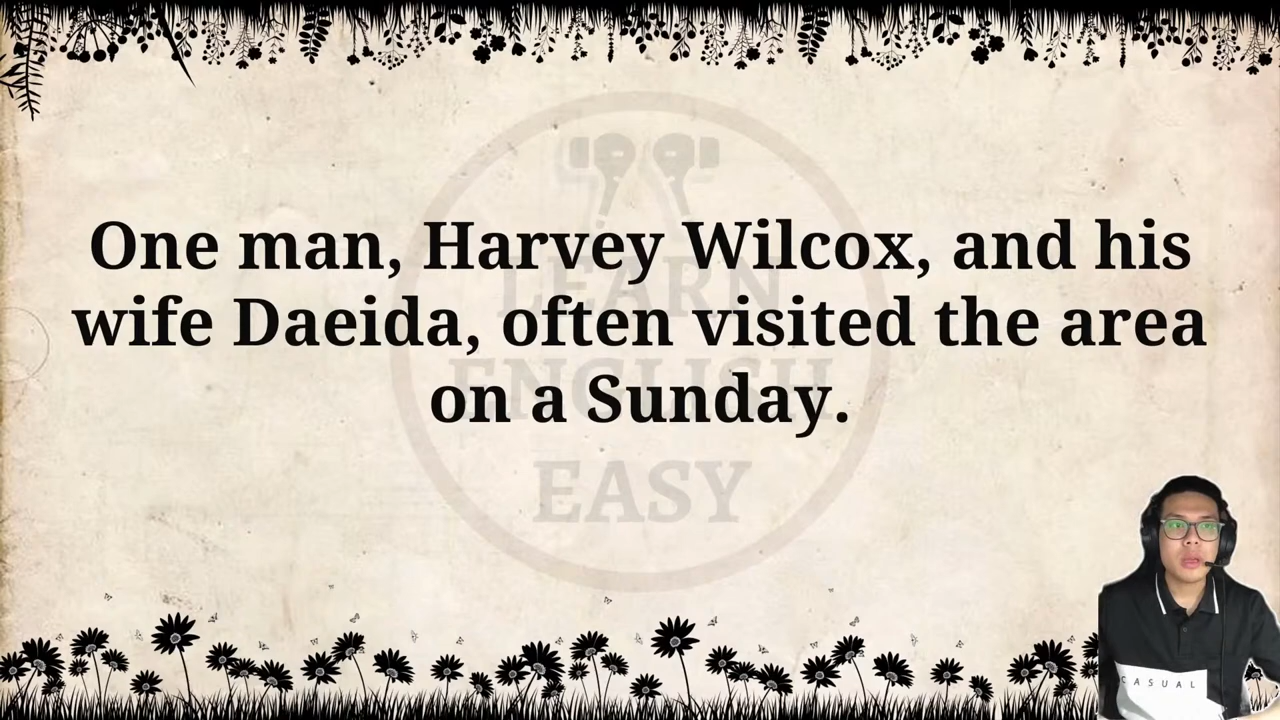 One man, Harvey Wilcox, and his
wife Daeida, often visited the area
on a Sunday.
LEARN
ENGLISH
EASY
CASUAL